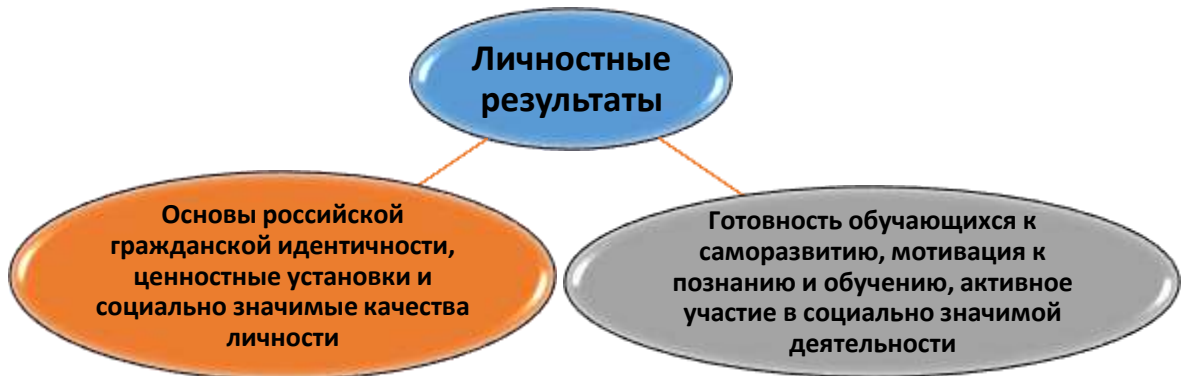 Личностные
результаты
Основы российской
гражданской идентичности,
ценностные установки и
социально значимые качества
личности
Готовность обучающихся к
саморазвитию, мотивация к
познанию и обучению, активное
участие в социально значимой
деятельности